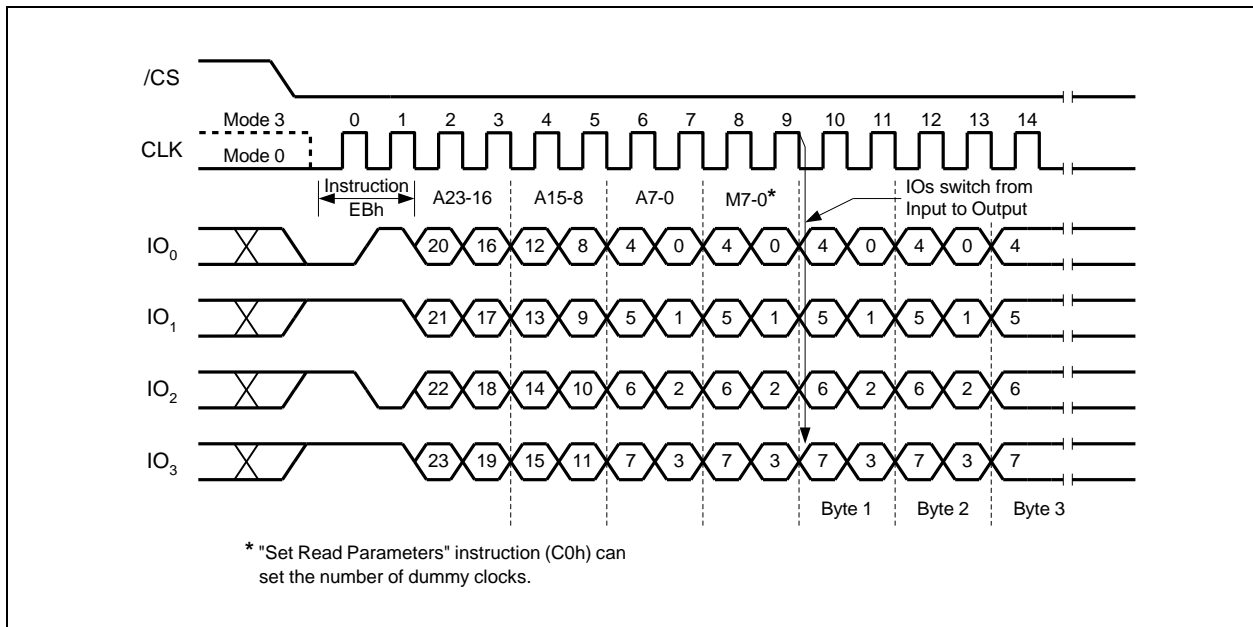 /CS
Mode 3 0 1 2 3 4 5 6 7 8 9 10 11 12 13 14
CLK
Mode 0
Instruction
EBh
A23-16 A15-8 A7-0 M7-0*
IOs switch from
Input to Output
IO0 20 16 12 8 4 0 4 0 4 0 4 0 4
IO1 21 17 13 9 5 1 5 1 5 1 5 1 5
IO2 22 18 14 10 6 2 6 2 6 2 6 2 6
IO3 23 19 15 11 7 3 7 3 7 3 7 3 7
Byte 1 Byte 2 Byte 3
* "Set Read Parameters" instruction (C0h) can
set the number of dummy clocks.